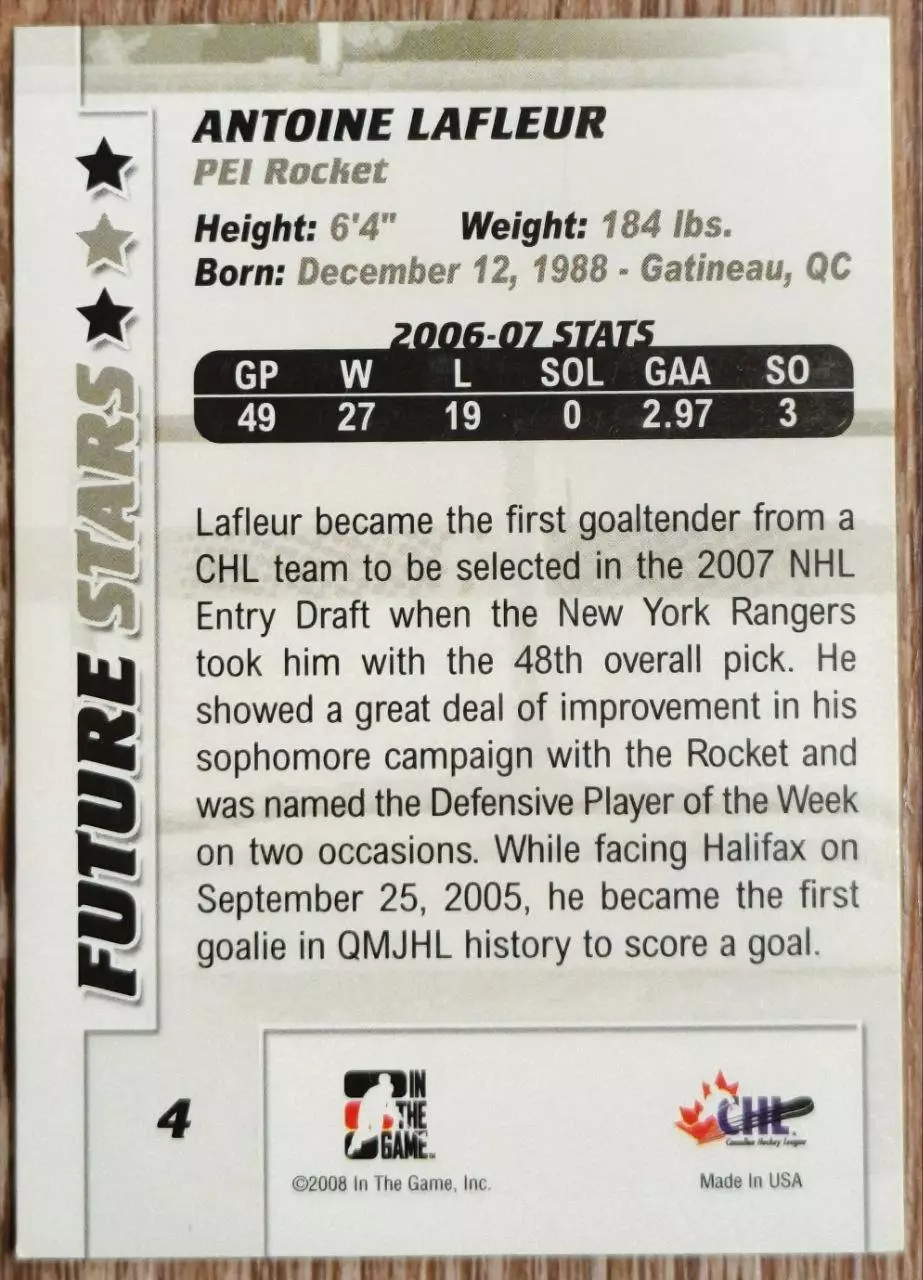 ANTOINE LAFLEUR
PEI Rocket
Height: 6'4" Weight: 184 lbs.
Born: December 12, 1988 - Gatineau, QC
2006-07 STATS
GP W L SOL GAA SO
49 27 19 0 2.97 3
Lafleur became the first goaltender from a
CHL team to be selected in the 2007 NHL
Entry Draft when the New York Rangers
took him with the 48th overall pick. He
showed a great deal of improvement in his
sophomore campaign with the Rocket and
was named the Defensive Player of the Week
on two occasions. While facing Halifax on
September 25, 2005, he became the first
goalie in QMJHL history to score a goal.
FUTURE STARS
4
IN
THE
GAME
©2008 In The Game, Inc.
CHL
Canadian Hockey League
Made In USA